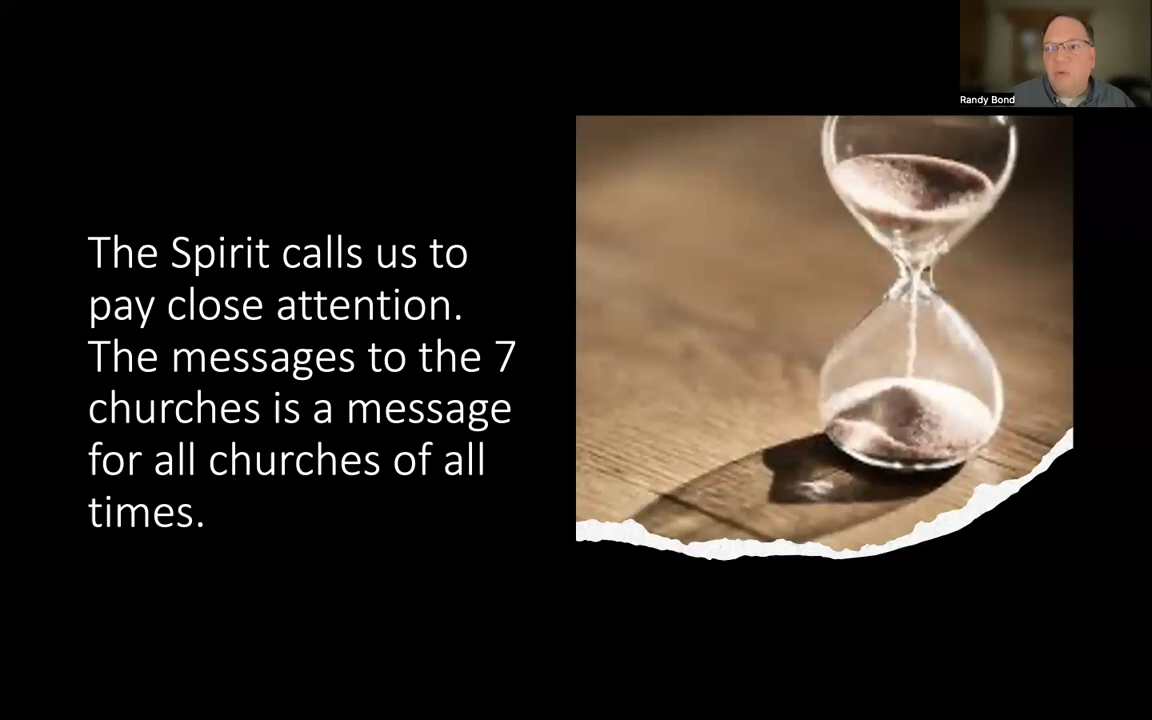 Randy Bond
The Spirit calls us to
pay close attention.
The messages to the 7
churches is a message
for all churches of all
times.